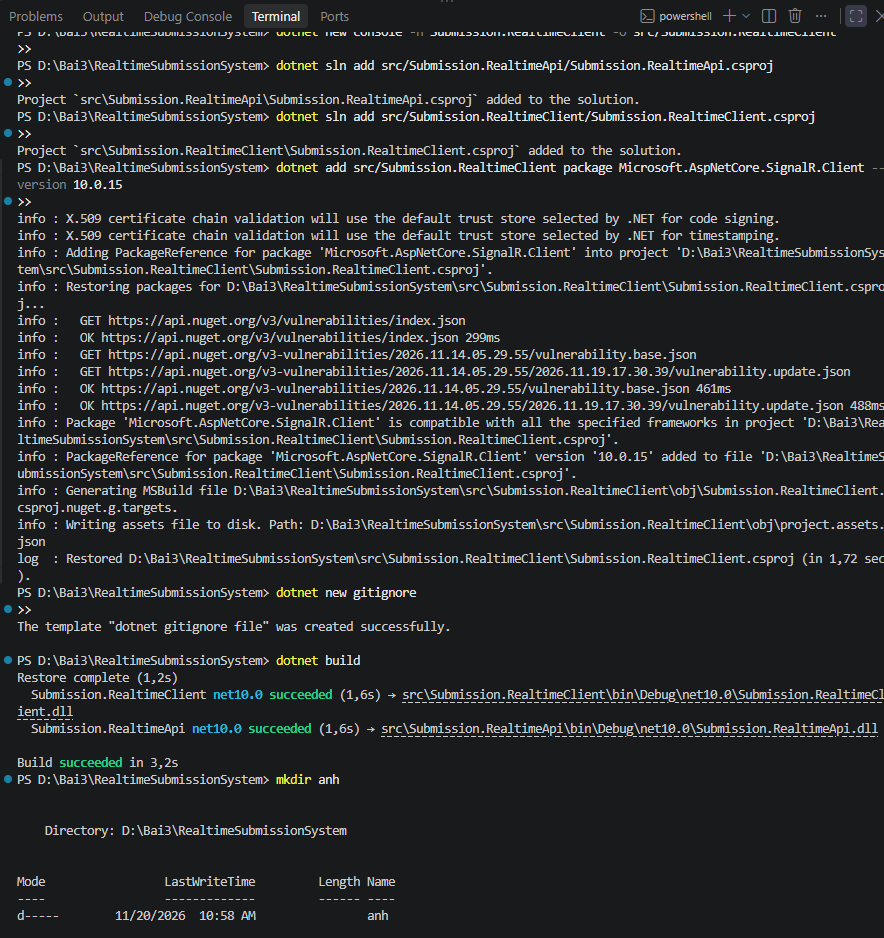 Problems Output Debug Console Terminal Ports powershell
PS D:\Bai3\RealtimeSubmissionSystem> dotnet new console -n Submission.RealtimeClient -o src/Submission.RealtimeClient
>>
PS D:\Bai3\RealtimeSubmissionSystem> dotnet sln add src/Submission.RealtimeApi/Submission.RealtimeApi.csproj
>>
Project `src\Submission.RealtimeApi\Submission.RealtimeApi.csproj` added to the solution.
PS D:\Bai3\RealtimeSubmissionSystem> dotnet sln add src/Submission.RealtimeClient/Submission.RealtimeClient.csproj
>>
Project `src\Submission.RealtimeClient\Submission.RealtimeClient.csproj` added to the solution.
PS D:\Bai3\RealtimeSubmissionSystem> dotnet add src/Submission.RealtimeClient package Microsoft.AspNetCore.SignalR.Client --
version 10.0.15
>>
info : X.509 certificate chain validation will use the default trust store selected by .NET for code signing.
info : X.509 certificate chain validation will use the default trust store selected by .NET for timestamping.
info : Adding PackageReference for package 'Microsoft.AspNetCore.SignalR.Client' into project 'D:\Bai3\RealtimeSubmissionSys
tem\src\Submission.RealtimeClient\Submission.RealtimeClient.csproj'.
info : Restoring packages for D:\Bai3\RealtimeSubmissionSystem\src\Submission.RealtimeClient\Submission.RealtimeClient.cspro
j...
info :   GET https://api.nuget.org/v3/vulnerabilities/index.json
info :   OK https://api.nuget.org/v3/vulnerabilities/index.json 299ms
info :   GET https://api.nuget.org/v3-vulnerabilities/2026.11.14.05.29.55/vulnerability.base.json
info :   GET https://api.nuget.org/v3-vulnerabilities/2026.11.14.05.29.55/2026.11.19.17.30.39/vulnerability.update.json
info :   OK https://api.nuget.org/v3-vulnerabilities/2026.11.14.05.29.55/vulnerability.base.json 461ms
info :   OK https://api.nuget.org/v3-vulnerabilities/2026.11.14.05.29.55/2026.11.19.17.30.39/vulnerability.update.json 488ms
info : Package 'Microsoft.AspNetCore.SignalR.Client' is compatible with all the specified frameworks in project 'D:\Bai3\Rea
ltimeSubmissionSystem\src\Submission.RealtimeClient\Submission.RealtimeClient.csproj'.
info : PackageReference for package 'Microsoft.AspNetCore.SignalR.Client' version '10.0.15' added to file 'D:\Bai3\RealtimeS
ubmissionSystem\src\Submission.RealtimeClient\Submission.RealtimeClient.csproj'.
info : Generating MSBuild file D:\Bai3\RealtimeSubmissionSystem\src\Submission.RealtimeClient\obj\Submission.RealtimeClient.
csproj.nuget.g.targets.
info : Writing assets file to disk. Path: D:\Bai3\RealtimeSubmissionSystem\src\Submission.RealtimeClient\obj\project.assets.
json
log  : Restored D:\Bai3\RealtimeSubmissionSystem\src\Submission.RealtimeClient\Submission.RealtimeClient.csproj (in 1,72 sec
).
PS D:\Bai3\RealtimeSubmissionSystem> dotnet new gitignore
>>
The template "dotnet gitignore file" was created successfully.
PS D:\Bai3\RealtimeSubmissionSystem> dotnet build
Restore complete (1,2s)
  Submission.RealtimeClient net10.0 succeeded (1,6s) → src\Submission.RealtimeClient\bin\Debug\net10.0\Submission.RealtimeCl
ient.dll
  Submission.RealtimeApi net10.0 succeeded (1,6s) → src\Submission.RealtimeApi\bin\Debug\net10.0\Submission.RealtimeApi.dll
Build succeeded in 3,2s
PS D:\Bai3\RealtimeSubmissionSystem> mkdir anh
    Directory: D:\Bai3\RealtimeSubmissionSystem
Mode                 LastWriteTime         Length Name
----                 -------------         ------ ----
d-----        11/20/2026  10:58 AM                anh